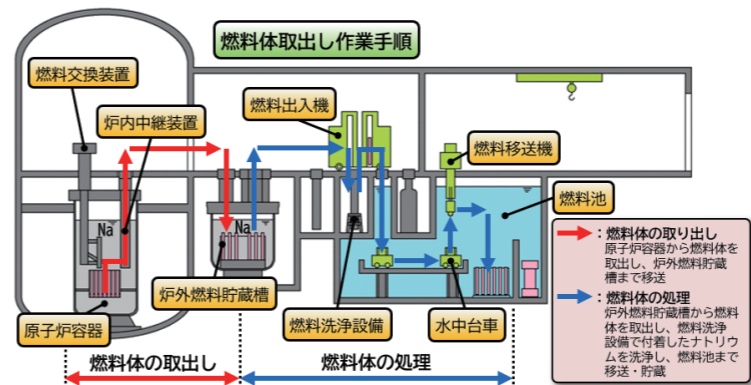 燃料体取出し作業手順
燃料交換装置
炉内中継装置
燃料出入機
燃料移送機
燃料池
Na
Na
原子炉容器
炉外燃料貯蔵槽
燃料洗浄設備
水中台車
：燃料体の取り出し
原子炉容器から燃料体を
取出し、炉外燃料貯蔵
槽まで移送
：燃料体の処理
炉外燃料貯蔵槽から燃料
体を取出し、燃料洗浄
設備で付着したナトリウ
ムを洗浄し、燃料池まで
移送・貯蔵
燃料体の取出し
燃料体の処理